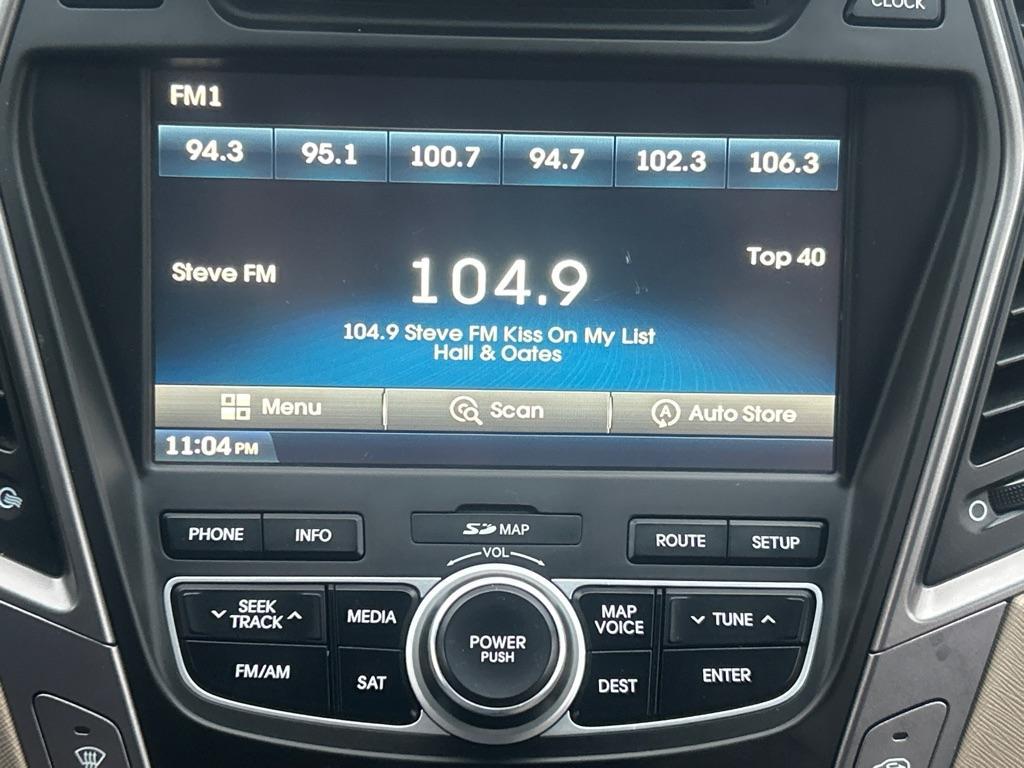 CLOCK
FM1
94.3 95.1 100.7 94.7 102.3 106.3
Steve FM 104.9 Top 40
104.9 Steve FM Kiss On My List
Hall & Oates
Menu Scan A Auto Store
11:04 PM
PHONE INFO SD MAP ROUTE SETUP
VOL
SEEK
TRACK MEDIA
FM/AM SAT
POWER
PUSH
MAP
VOICE TUNE
DEST ENTER